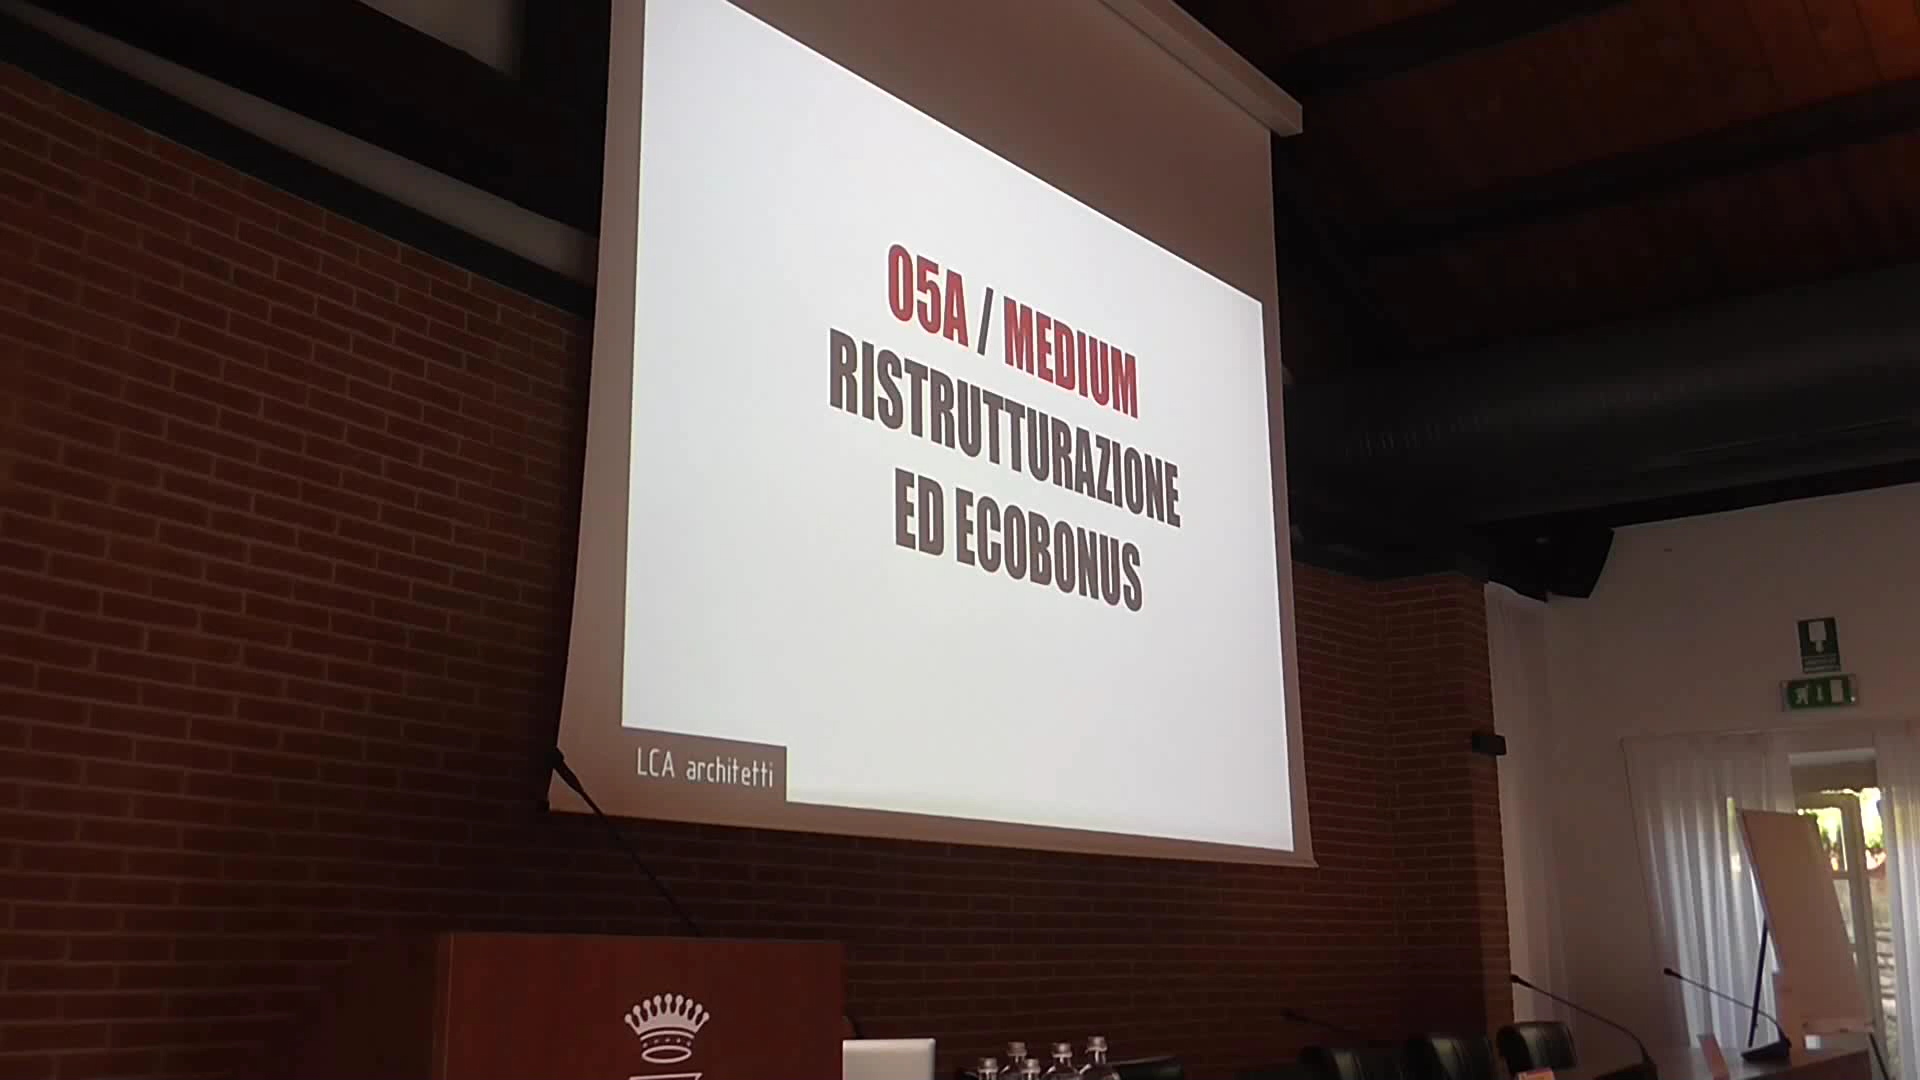 05A / MEDIUM
RISTRUTTURAZIONE
ED ECOBONUS
LCA architetti